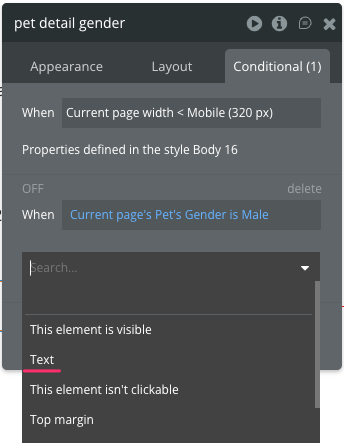 pet detail gender
Appearance Layout Conditional (1)
When Current page width < Mobile (320 px)
Properties defined in the style Body 16
OFF delete
When Current page's Pet's Gender is Male
Search...
This element is visible
Text
This element isn't clickable
Top margin